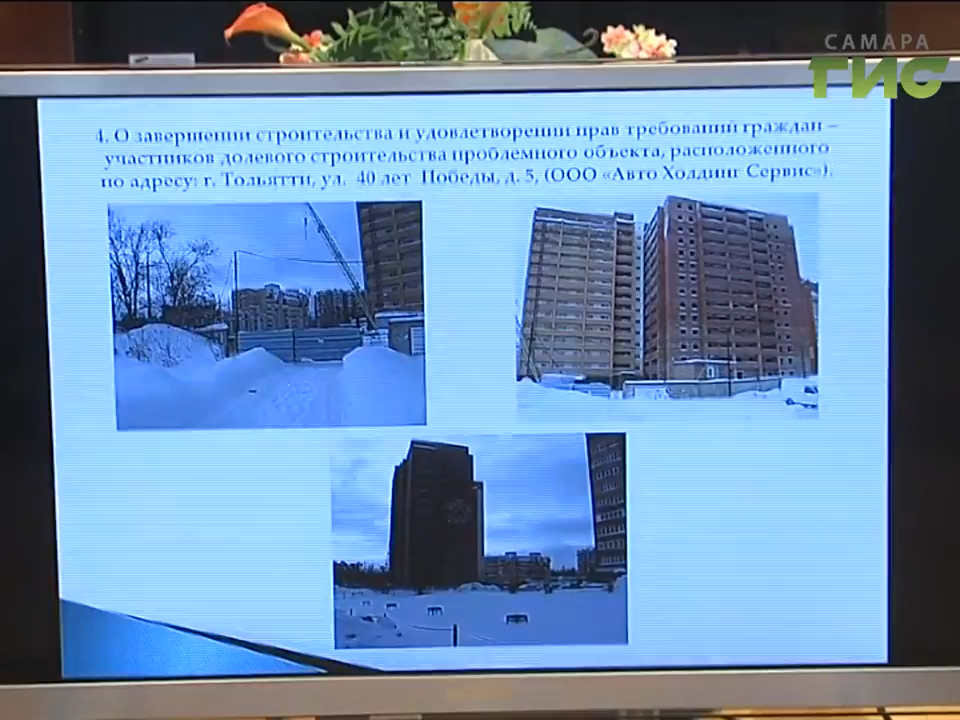 САМАРА
ГИС
4. О завершении строительства и удовлетворении прав требований граждан –
участников долевого строительства проблемного объекта, расположенного
по адресу: г. Тольятти, ул. 40 лет Победы, д. 5, (ООО «Авто Холдинг Сервис»).